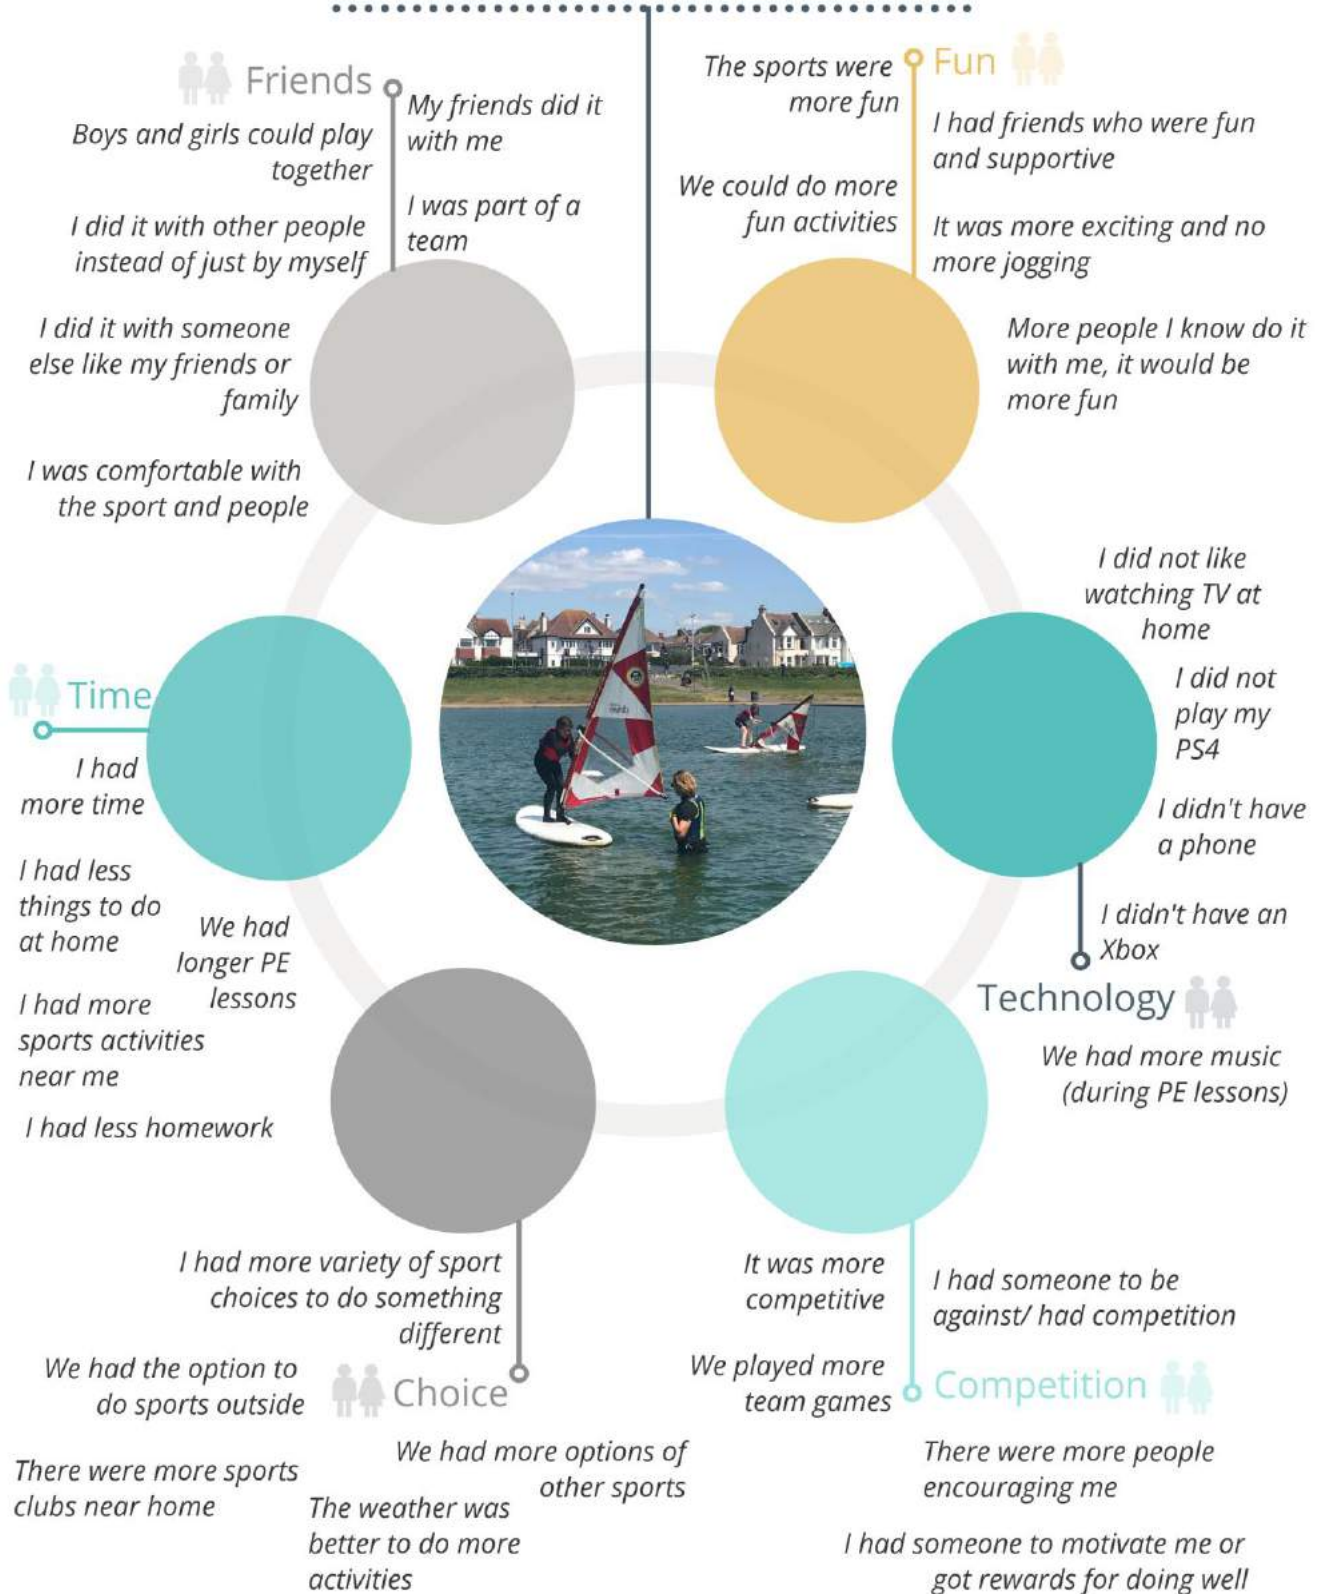 Friends
My friends did it
with me
Boys and girls could play
together
I was part of a
team
I did it with other people
instead of just by myself
I did it with someone
else like my friends or
family
I was comfortable with
the sport and people
Fun
The sports were
more fun
I had friends who were fun
and supportive
We could do more
fun activities
It was more exciting and no
more jogging
More people I know do it
with me, it would be
more fun
I did not like
watching TV at
home
I did not
play my
PS4
I didn't have
a phone
I didn't have an
Xbox
Technology
We had more music
(during PE lessons)
Time
I had
more time
I had less
things to do
at home
We had
longer PE
lessons
I had more
sports activities
near me
I had less homework
I had more variety of sport
choices to do something
different
We had the option to
do sports outside
Choice
We had more options of
other sports
There were more sports
clubs near home
The weather was
better to do more
activities
It was more
competitive
I had someone to be
against/ had competition
We played more
team games
Competition
There were more people
encouraging me
I had someone to motivate me or
got rewards for doing well